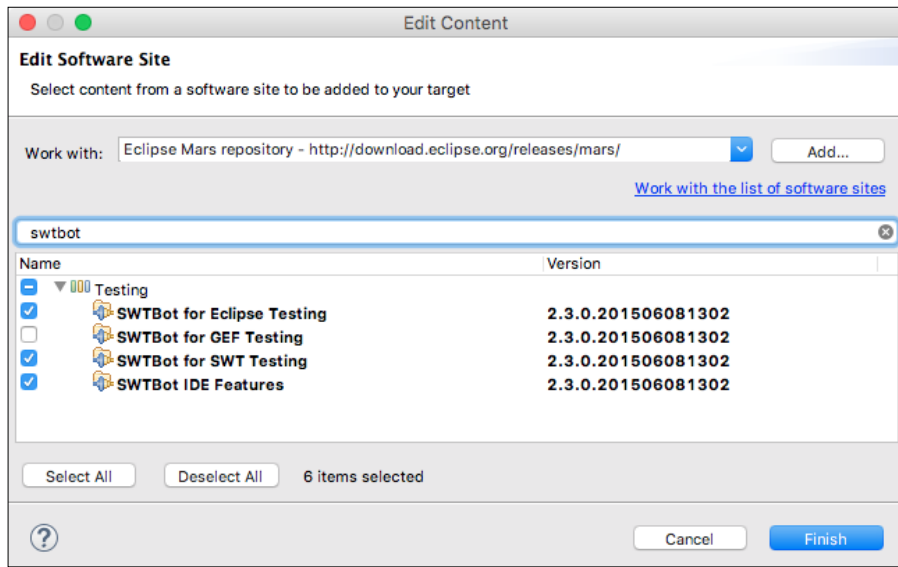 Edit Content
Edit Software Site
Select content from a software site to be added to your target
Work with: Eclipse Mars repository - http://download.eclipse.org/releases/mars/ Add...
Work with the list of software sites
swtbot
Name Version
Testing
SWTBot for Eclipse Testing 2.3.0.201506081302
SWTBot for GEF Testing 2.3.0.201506081302
SWTBot for SWT Testing 2.3.0.201506081302
SWTBot IDE Features 2.3.0.201506081302
Select All Deselect All 6 items selected
? Cancel Finish